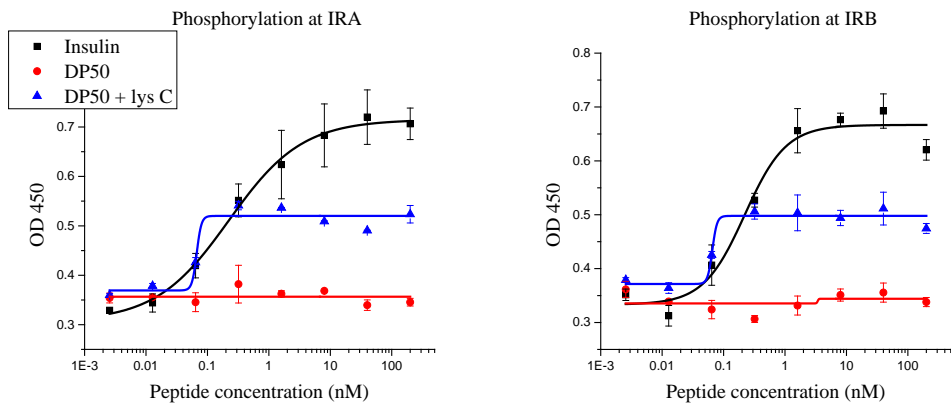 Phosphorylation at IRA
Insulin
DP50
DP50 + lys C
0.7
0.6
0.5
0.4
0.3
OD 450
1E-3 0.01 0.1 1 10 100
Peptide concentration (nM)
Phosphorylation at IRB
0.8
0.7
0.6
0.5
0.4
0.3
OD 450
1E-3 0.01 0.1 1 10 100
Peptide concentration (nM)